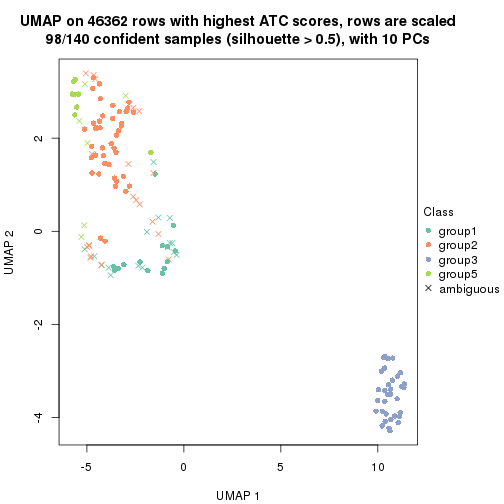 UMAP on 46362 rows with highest ATC scores, rows are scaled
98/140 confident samples (silhouette > 0.5), with 10 PCs
UMAP 2
2
0
-2
-4
-5
0
5
10
UMAP 1
Class
group1
group2
group3
group5
ambiguous